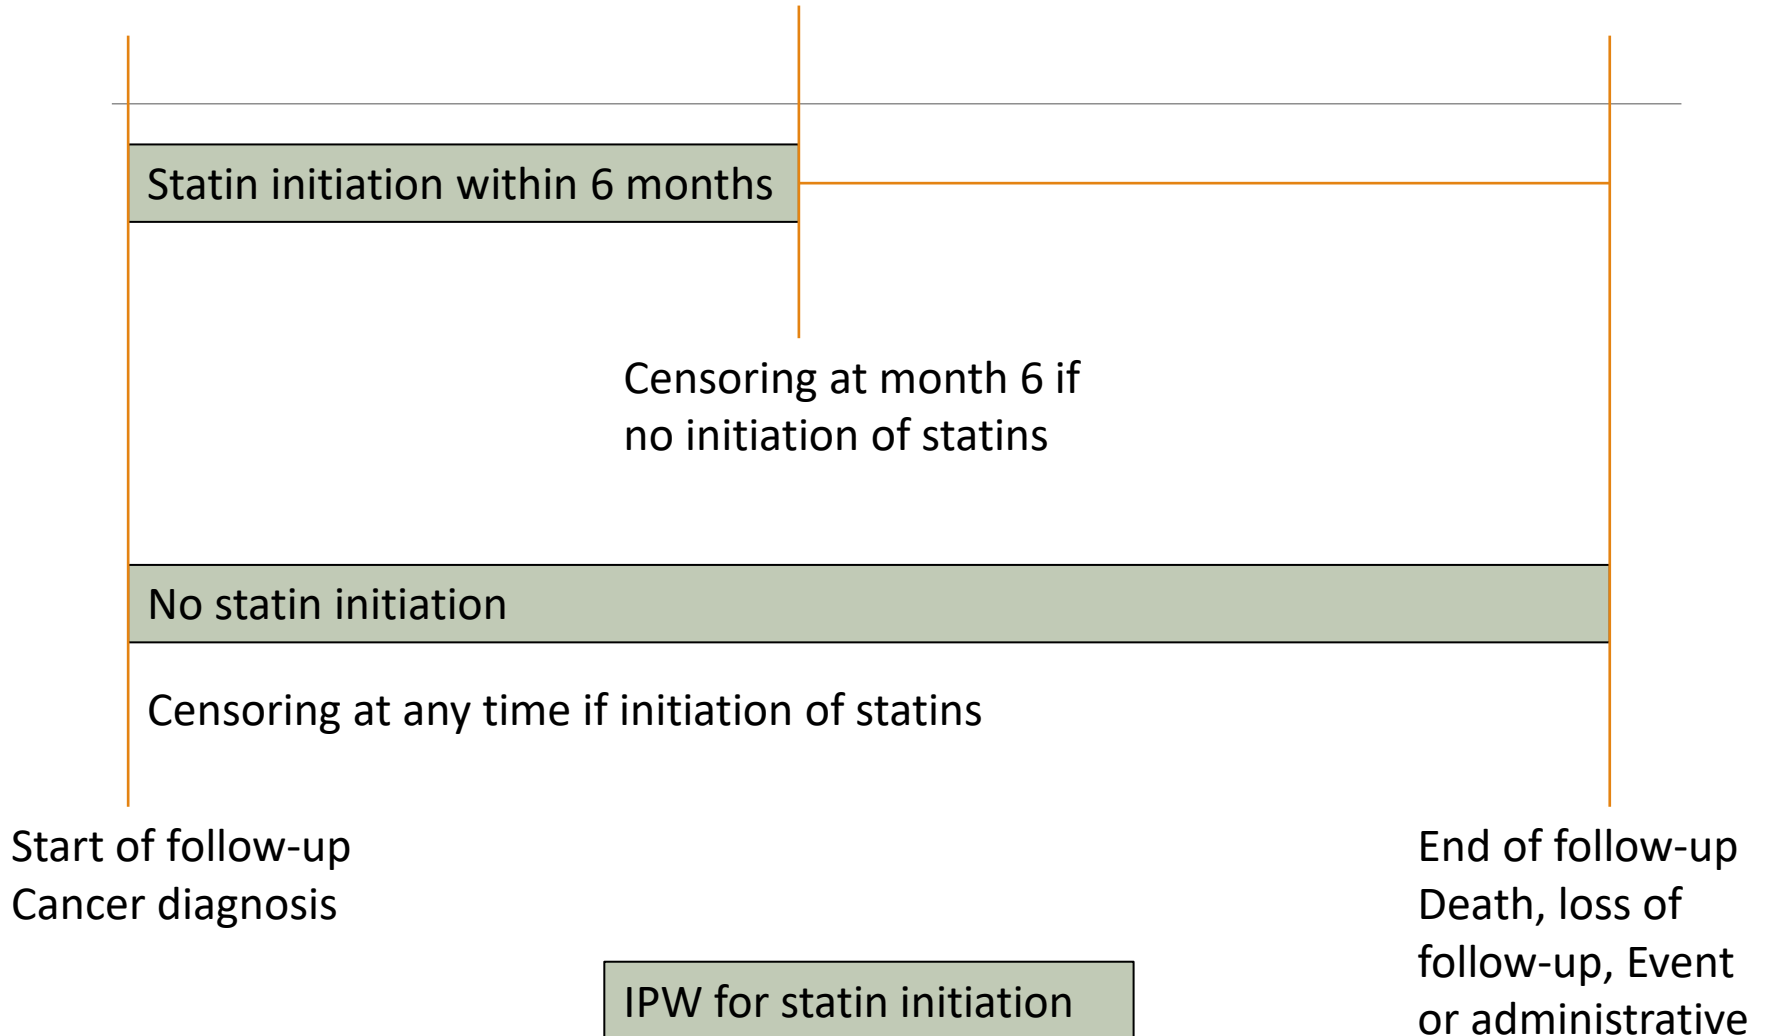 Statin initiation within 6 months
Censoring at month 6 if
no initiation of statins
No statin initiation
Censoring at any time if initiation of statins
Start of follow-up
Cancer diagnosis
End of follow-up
Death, loss of
follow-up, Event
or administrative
IPW for statin initiation